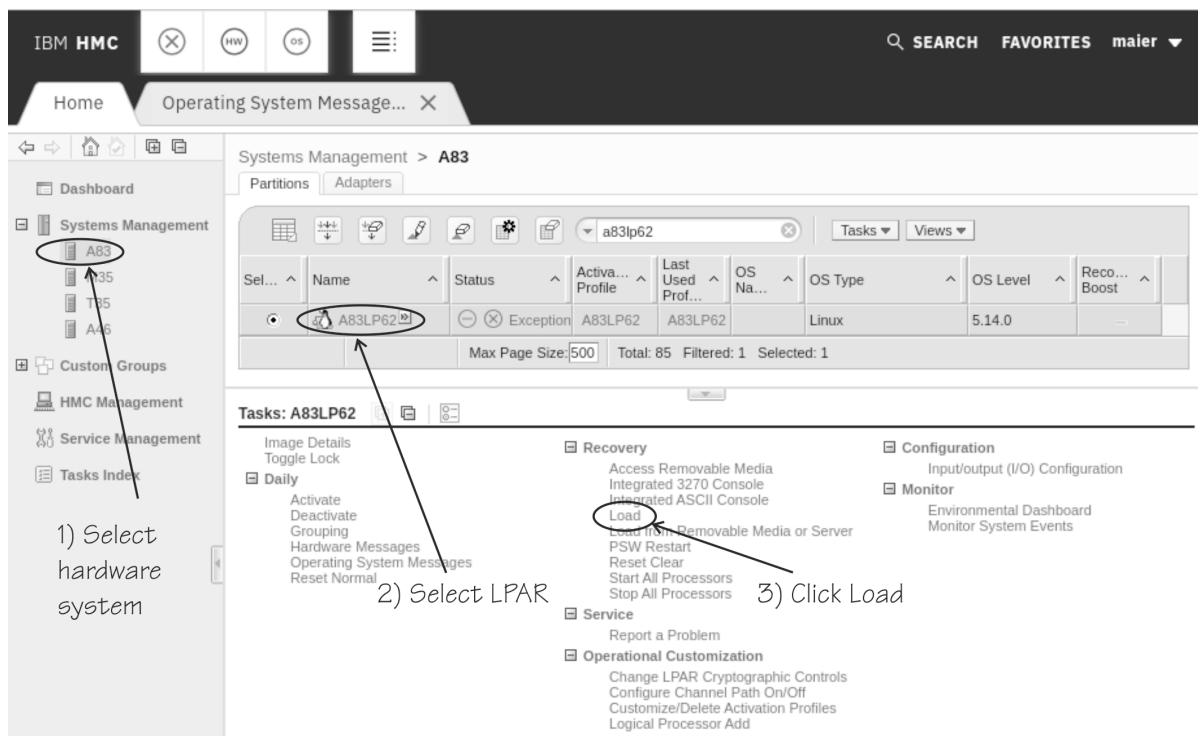 IBM HMC
HW
OS
SEARCH FAVORITES maier
Home
Operating System Message...
Dashboard
Systems Management
A83
T85
A46
Custom Groups
HMC Management
Service Management
Tasks Index
1) Select
hardware
system
Systems Management > A83
Partitions
Adapters
a83lp62
Tasks
Views
Sel...
Name
Status
Activa...
Profile
Last
Used
Prof...
OS
Na...
OS Type
OS Level
Reco...
Boost
A83LP62
Exception
A83LP62
A83LP62
Linux
5.14.0
Max Page Size: 500 Total: 85 Filtered: 1 Selected: 1
Tasks: A83LP62
Image Details
Toggle Lock
Daily
Activate
Deactivate
Grouping
Hardware Messages
Operating System Messages
Reset Normal
2) Select LPAR
Recovery
Access Removable Media
Integrated 3270 Console
Integrated ASCII Console
Load
Load from Removable Media or Server
PSW Restart
Reset Clear
Start All Processors
Stop All Processors
3) Click Load
Service
Report a Problem
Operational Customization
Change LPAR Cryptographic Controls
Configure Channel Path On/Off
Customize/Delete Activation Profiles
Logical Processor Add
Configuration
Input/output (I/O) Configuration
Monitor
Environmental Dashboard
Monitor System Events